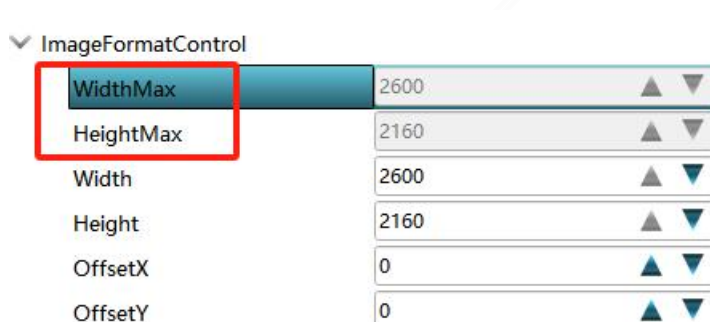 ImageFormatControl
WidthMax 2600
HeightMax 2160
Width 2600
Height 2160
OffsetX 0
OffsetY 0